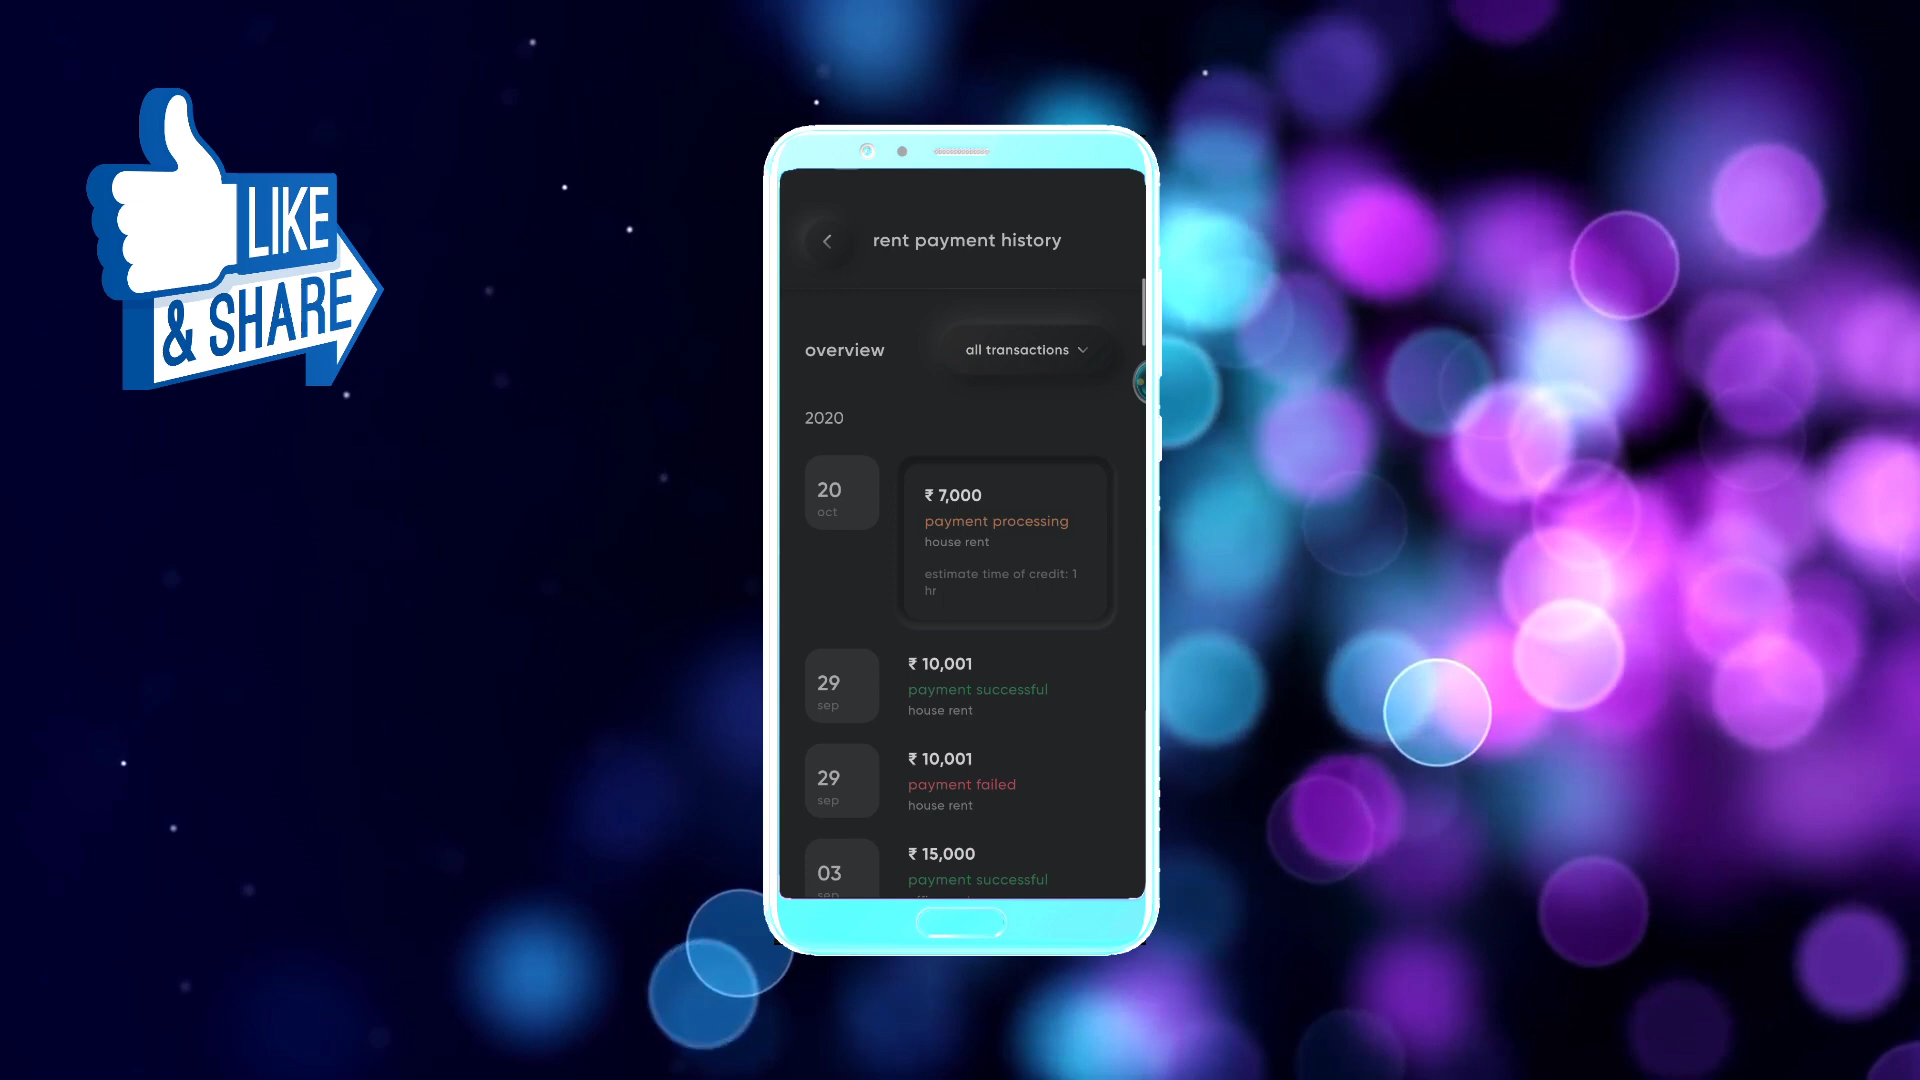 LIKE
& SHARE
rent payment history
overview
all transactions
2020
20
oct
₹ 7,000
payment processing
house rent
estimate time of credit: 1
hr
29
sep
₹ 10,001
payment successful
house rent
29
sep
₹ 10,001
payment failed
house rent
03
sep
₹ 15,000
payment successful